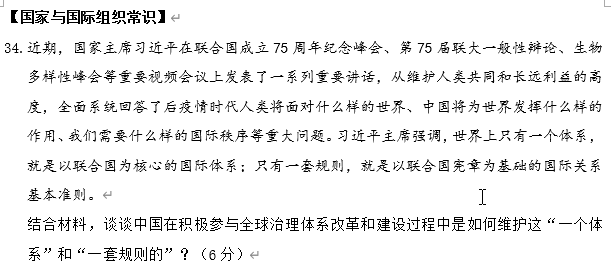 【国家与国际组织常识】
34. 近期，国家主席习近平在联合国成立 75 周年纪念峰会、第 75 届联大一般性辩论、生物
多样性峰会等重要视频会议上发表了一系列重要讲话，从维护人类共同和长远利益的高
度，全面系统回答了后疫情时代人类将面对什么样的世界、中国将为世界发挥什么样的
作用、我们需要什么样的国际秩序等重大问题。习近平主席强调，世界上只有一个体系，
就是以联合国为核心的国际体系；只有一套规则，就是以联合国宪章为基础的国际关系
基本准则。
结合材料，谈谈中国在积极参与全球治理体系改革和建设过程中是如何维护这“一个体
系”和“一套规则的”？（6 分）